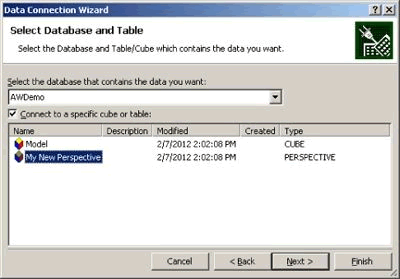 Data Connection Wizard
Select Database and Table
Select the Database and Table/Cube which contains the data you want.
Select the database that contains the data you want:
AWDemo
Connect to a specific cube or table:
Name Description Modified Created Type
Model 2/7/2012 2:02:08 PM CUBE
My New Perspective 2/7/2012 2:02:08 PM PERSPECTIVE
Cancel < Back Next > Finish